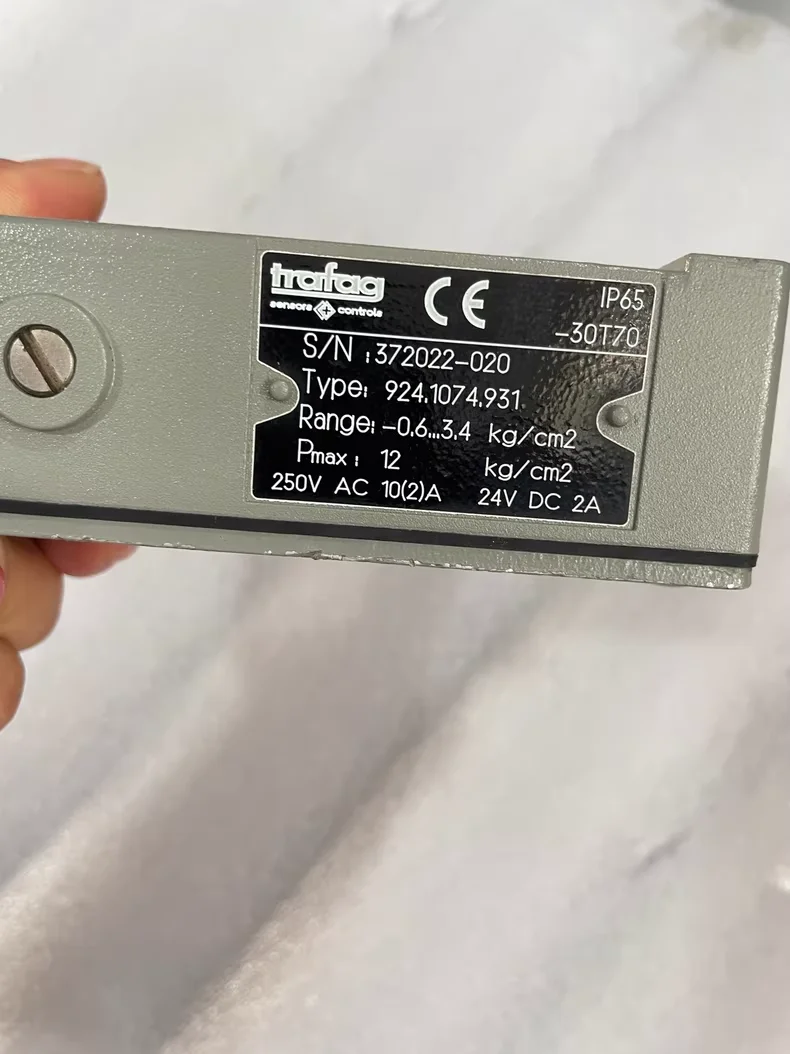 trafag
sensors controls
CE
IP65
-30T70
S/N : 372022-020
Type: 924.1074.931
Range: -0.6...3.4 kg/cm2
Pmax : 12 kg/cm2
250V AC 10(2)A 24V DC 2A